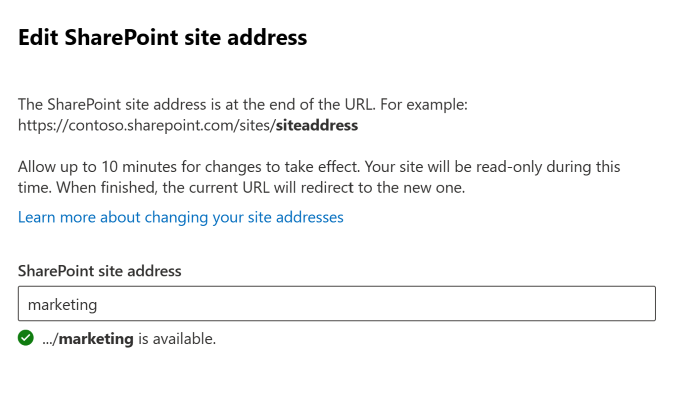 Edit SharePoint site address
The SharePoint site address is at the end of the URL. For example:
https://contoso.sharepoint.com/sites/siteaddress
Allow up to 10 minutes for changes to take effect. Your site will be read-only during this
time. When finished, the current URL will redirect to the new one.
Learn more about changing your site addresses
SharePoint site address
marketing
.../marketing is available.